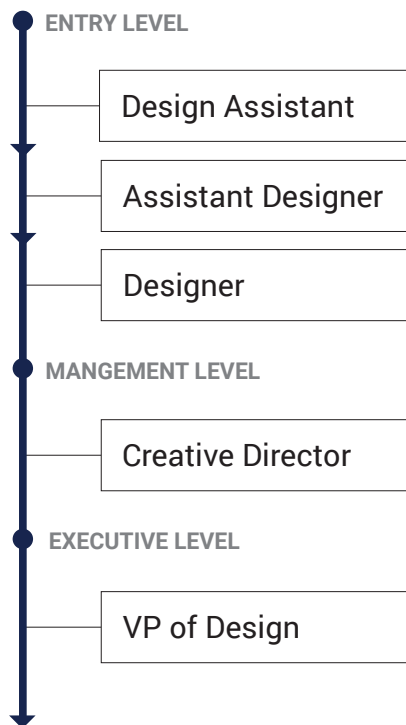 ENTRY LEVEL
Design Assistant
Assistant Designer
Designer
MANGEMENT LEVEL
Creative Director
EXECUTIVE LEVEL
VP of Design